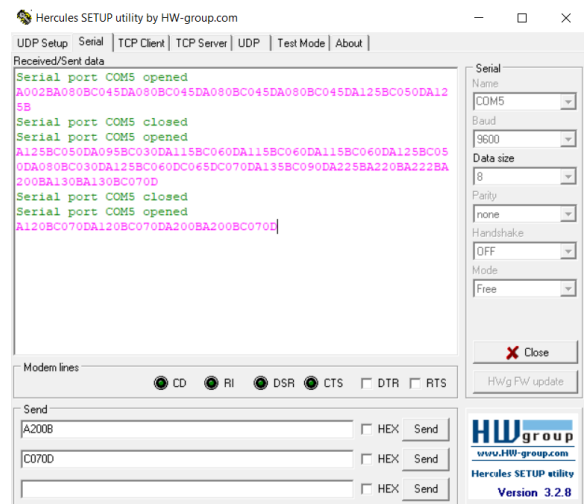 Hercules SETUP utility by HW-group.com
UDP Setup Serial TCP Client TCP Server UDP Test Mode About
Received/Sent data
Serial port COM5 opened
A002BA080BC045DA080BC045DA080BC045DA080BC045DA125BC050DA12
5B
Serial port COM5 closed
Serial port COM5 opened
A125BC050DA095BC030DA115BC060DA115BC060DA115BC060DA125BC05
0DA080BC030DA125BC060DC065DC070DA135BC090DA225BA220BA222BA
200BA130BA130BC070D
Serial port COM5 closed
Serial port COM5 opened
A120BC070DA120BC070DA200BA200BC070D
Serial
Name
COM5
Baud
9600
Data size
8
Parity
none
Handshake
OFF
Mode
Free
Close
HWg FW update
Modem lines
CD RI DSR CTS DTR RTS
Send
A200B HEX Send
C070D HEX Send
HEX Send
HWgroup
www.HW-group.com
Hercules SETUP utility
Version 3.2.8